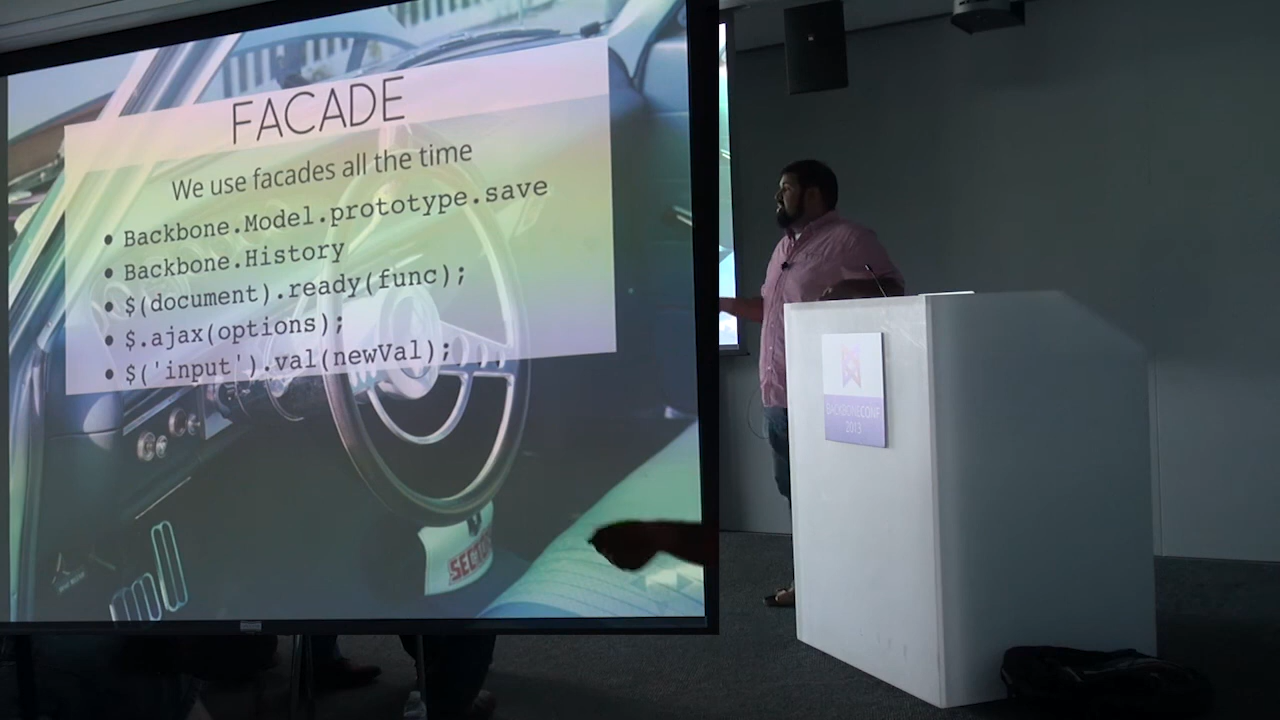 FACADE
We use facades all the time
• Backbone.Model.prototype.save
• Backbone.History
• $(document).ready(func);
• $.ajax(options);
• $('input').val(newVal);
SECTOR
BACKBONECONF
2013